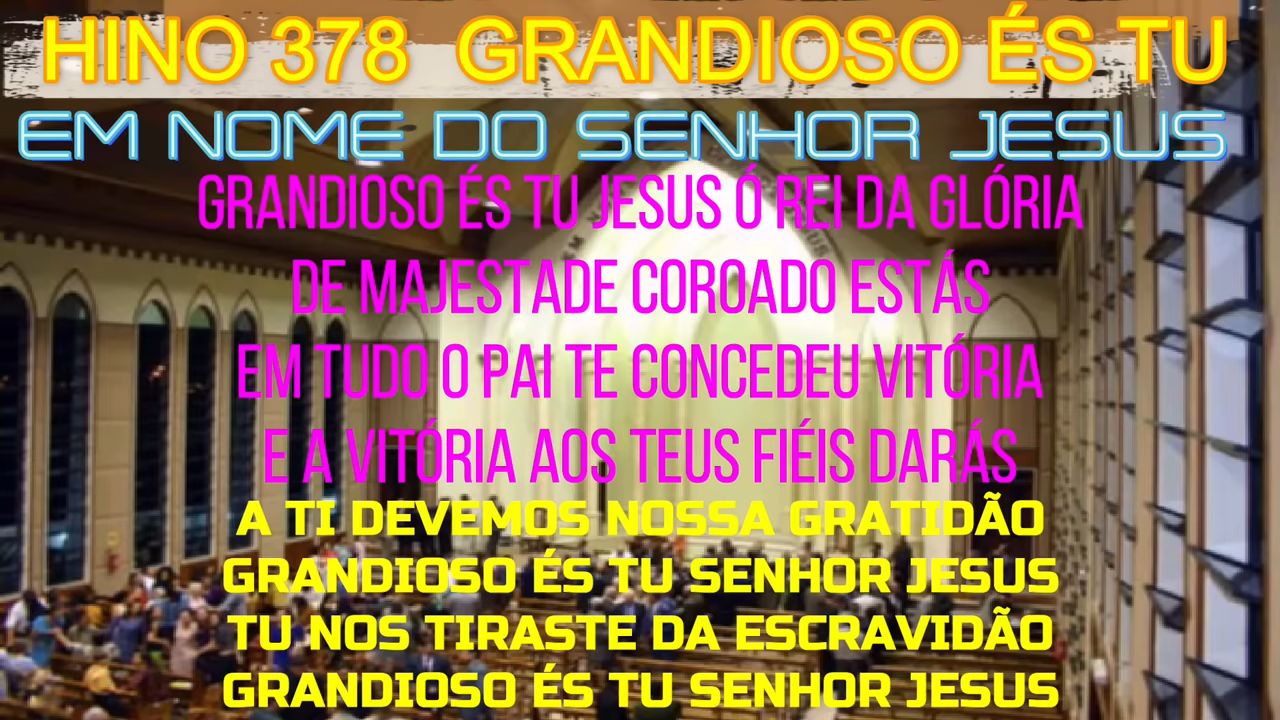 HINO 378 GRANDIOSO ÉS TU
EM NOME DO SENHOR JESUS
GRANDIOSO ÉS TU JESUS Ó REI DA GLÓRIA
DE MAJESTADE COROADO ESTÁS
EM TUDO O PAI TE CONCEDEU VITÓRIA
E A VITÓRIA AOS TEUS FIÉIS DARÁS
A TI DEVEMOS NOSSA GRATIDÃO
GRANDIOSO ÉS TU SENHOR JESUS
TU NOS TIRASTE DA ESCRAVIDÃO
GRANDIOSO ÉS TU SENHOR JESUS